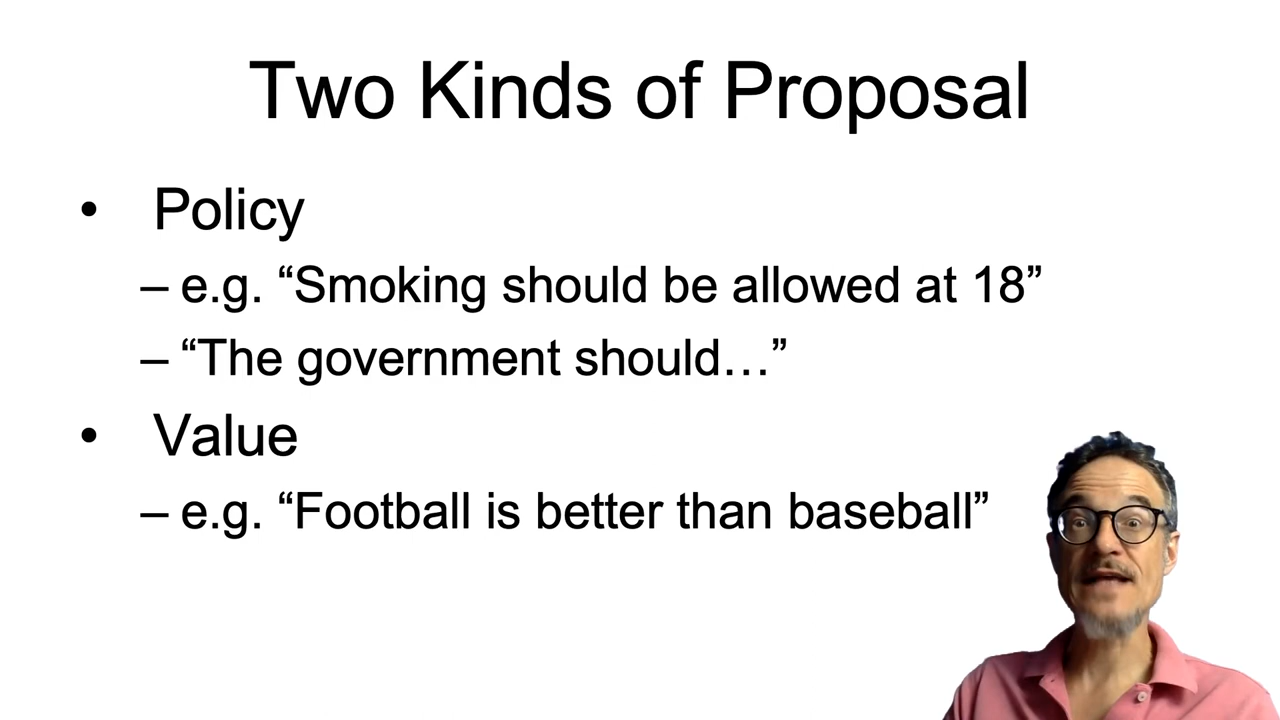 Two Kinds of Proposal
• Policy
– e.g. “Smoking should be allowed at 18”
– “The government should…”
• Value
– e.g. “Football is better than baseball”